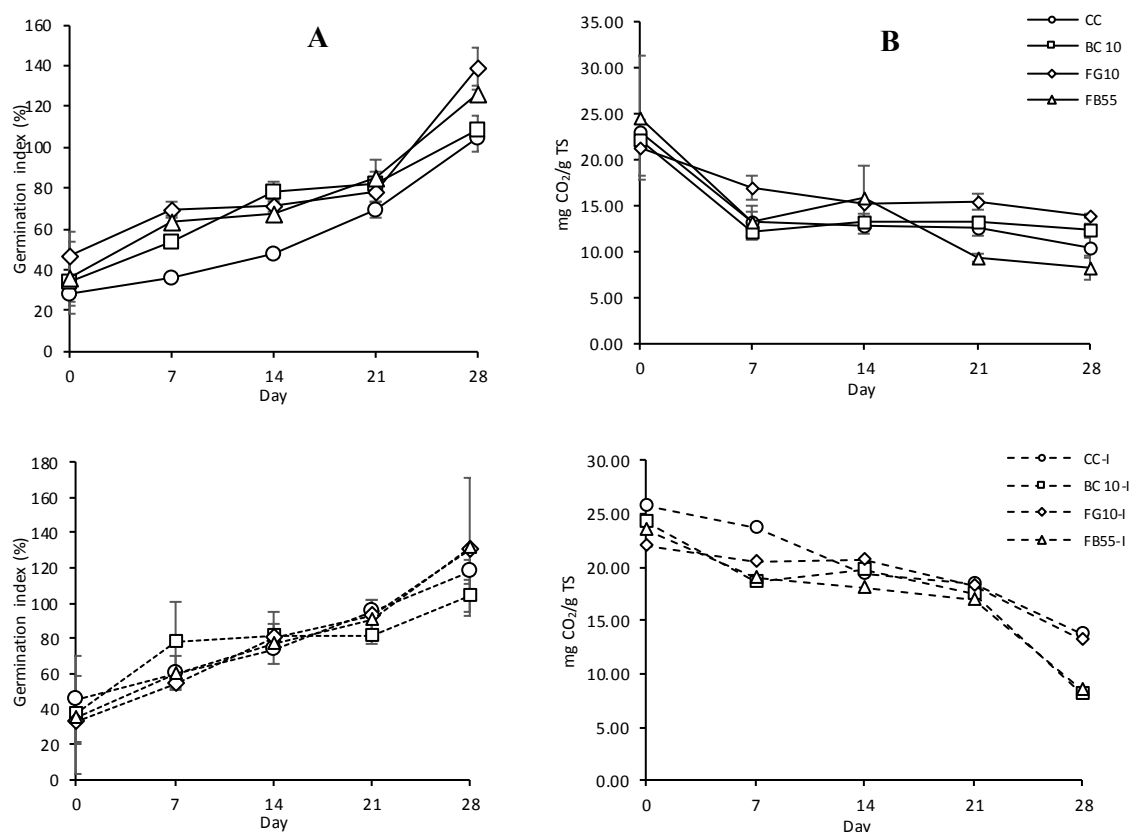 A
Germination index (%)
160
140
120
100
80
60
40
20
0
0 7 14 21 28
Day
B
mg CO₂/g TS
35.00
30.00
25.00
20.00
15.00
10.00
5.00
0.00
0 7 14 21 28
Day
CC
BC 10
FG10
FB55
Germination index (%)
180
160
140
120
100
80
60
40
20
0
0 7 14 21 28
Day
mg CO₂/g TS
30.00
25.00
20.00
15.00
10.00
5.00
0.00
0 7 14 21 28
Day
CC-I
BC 10-I
FG10-I
FB55-I